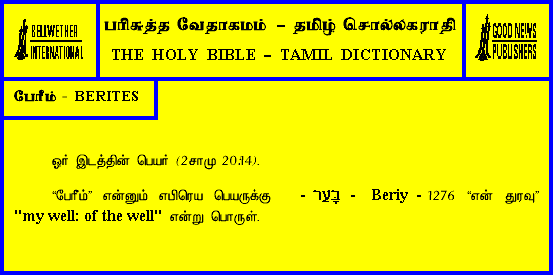 BELLWETHER
INTERNATIONAL
பரிசுத்த வேதாகமம் – தமிழ் சொல்லகராதி
THE HOLY BIBLE – TAMIL DICTIONARY
GOOD NEWS
PUBLISHERS
பேரீம் - BERITES
ஓர் இடத்தின் பெயர் (2சாமு 20:14).
“பேரீம்” என்னும் எபிரெய பெயருக்கு - בָּעַר - Beriy - 1276 “என் துரவு”
"my well: of the well" என்று பொருள்.